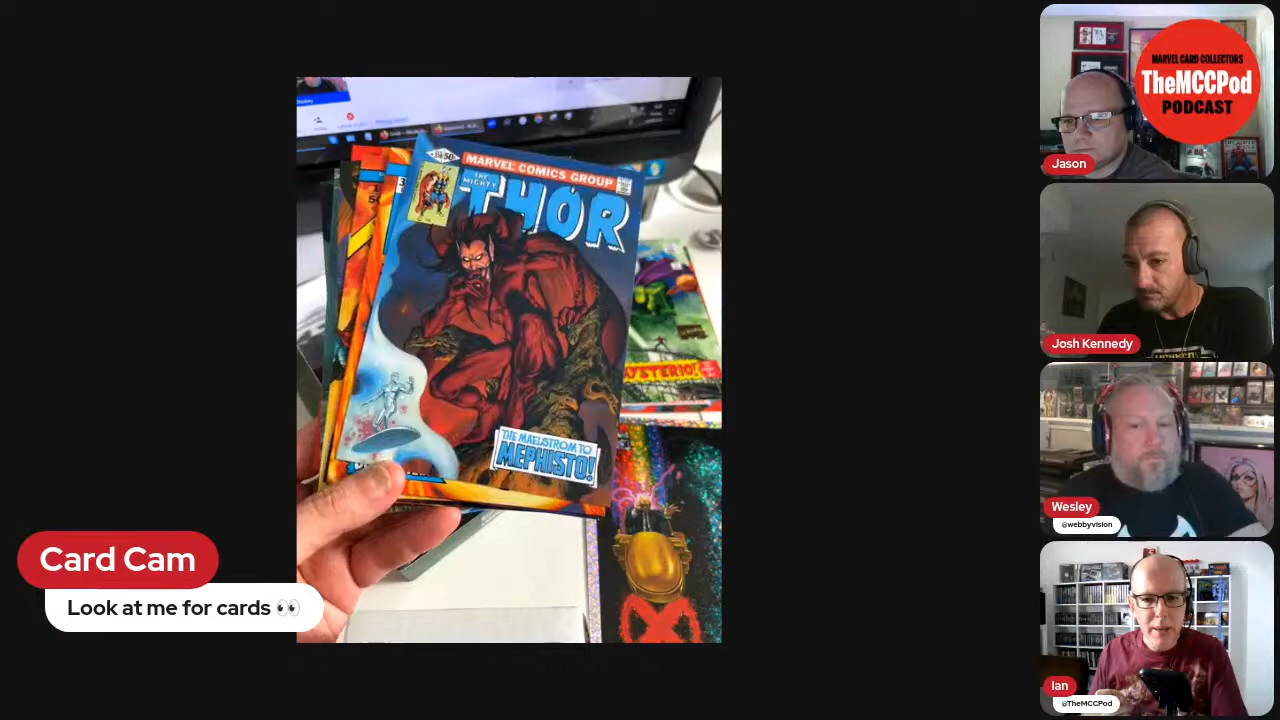 MARVEL COMICS GROUP
50¢
THE MIGHTY
THOR
MYSTERIO!
THE MAELSTROM TO
MEPHISTO!
Card Cam
Look at me for cards 👀
MARVEL CARD COLLECTORS
TheMCCPod
PODCAST
Jason
Josh Kennedy
Wesley
@webbyvision
Ian
@TheMCCPod